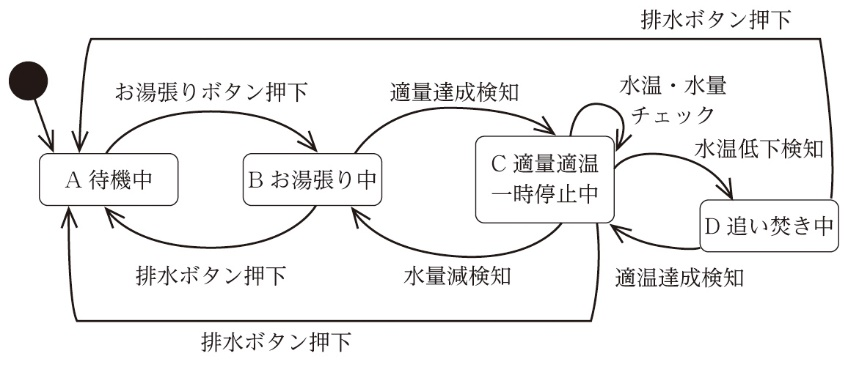 排水ボタン押下
お湯張りボタン押下
適量達成検知
水温・水量
チェック
水温低下検知
A 待機中
B お湯張り中
C 適量適温
一時停止中
D 追い焚き中
排水ボタン押下
水量減検知
適温達成検知
排水ボタン押下